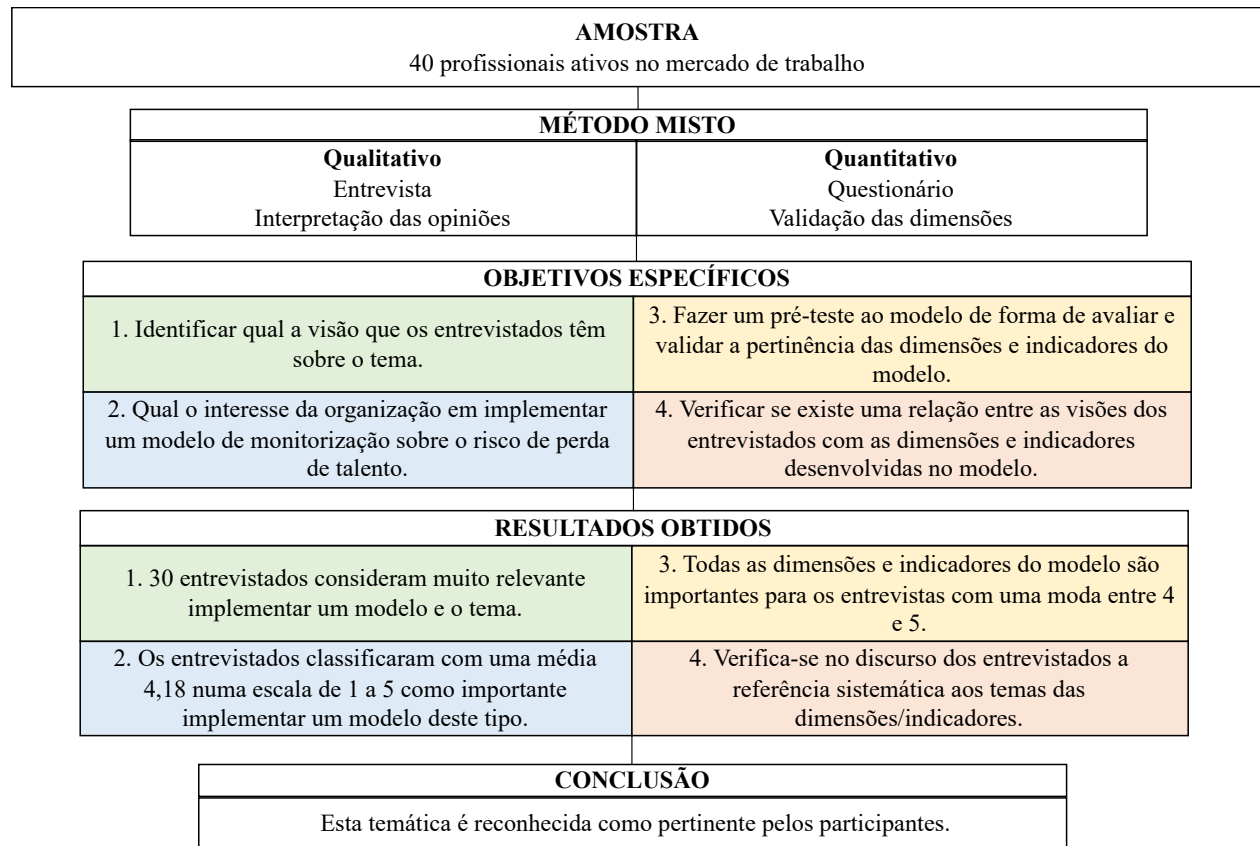 AMOSTRA
40 profissionais ativos no mercado de trabalho
MÉTODO MISTO
Qualitativo
Entrevista
Interpretação das opiniões
Quantitativo
Questionário
Validação das dimensões
OBJETIVOS ESPECÍFICOS
1. Identificar qual a visão que os entrevistados têm
sobre o tema.
3. Fazer um pré-teste ao modelo de forma de avaliar e
validar a pertinência das dimensões e indicadores do
modelo.
2. Qual o interesse da organização em implementar
um modelo de monitorização sobre o risco de perda
de talento.
4. Verificar se existe uma relação entre as visões dos
entrevistados com as dimensões e indicadores
desenvolvidas no modelo.
RESULTADOS OBTIDOS
1. 30 entrevistados consideram muito relevante
implementar um modelo e o tema.
3. Todas as dimensões e indicadores do modelo são
importantes para os entrevistas com uma moda entre 4
e 5.
2. Os entrevistados classificaram com uma média
4,18 numa escala de 1 a 5 como importante
implementar um modelo deste tipo.
4. Verifica-se no discurso dos entrevistados a
referência sistemática aos temas das
dimensões/indicadores.
CONCLUSÃO
Esta temática é reconhecida como pertinente pelos participantes.